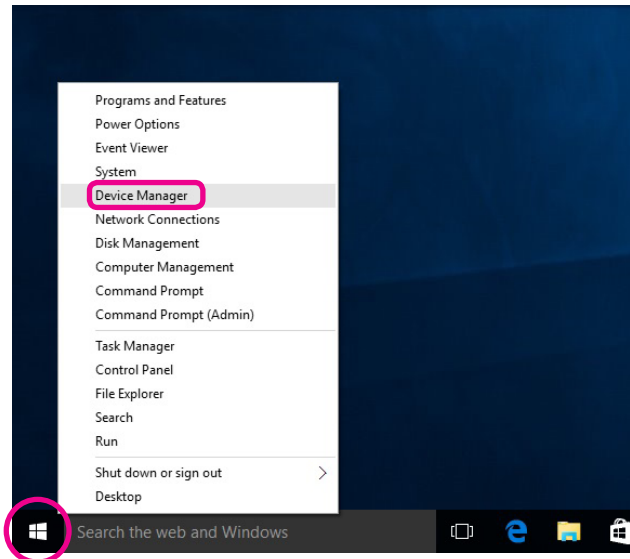 Programs and Features
Power Options
Event Viewer
System
Device Manager
Network Connections
Disk Management
Computer Management
Command Prompt
Command Prompt (Admin)
Task Manager
Control Panel
File Explorer
Search
Run
Shut down or sign out
Desktop
Search the web and Windows